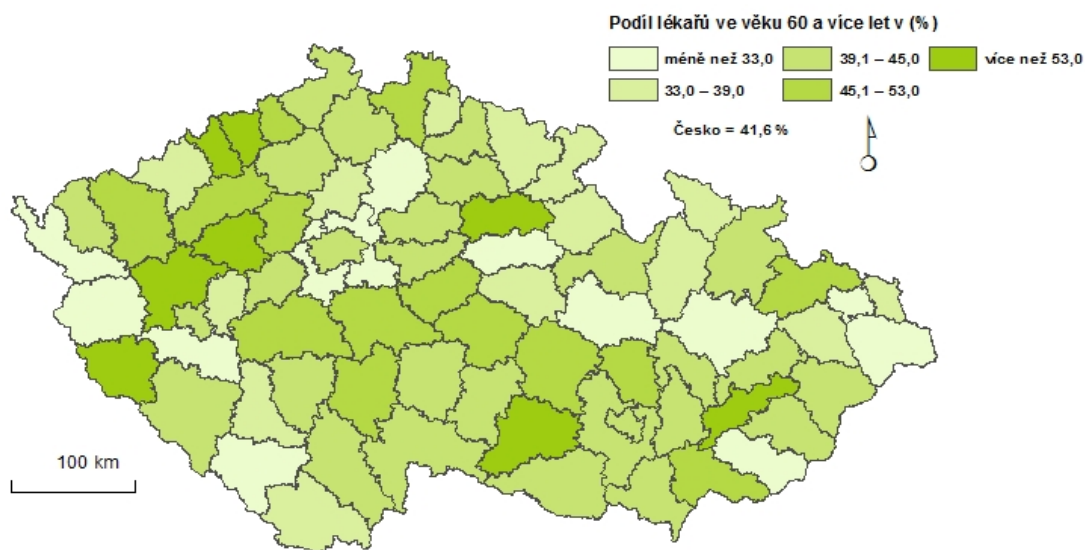 Podíl lékařů ve věku 60 a více let v (%)
méně než 33,0
39,1 – 45,0
více než 53,0
33,0 – 39,0
45,1 – 53,0
Česko = 41,6 %
100 km